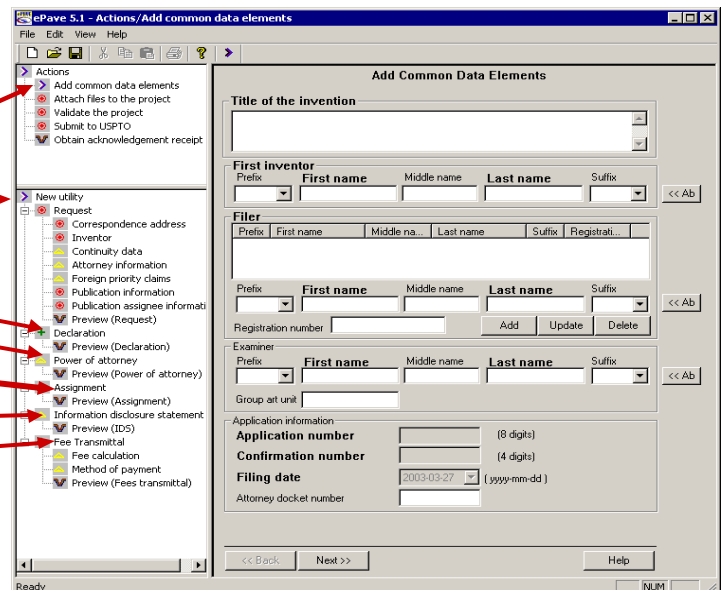 ePave 5.1 - Actions/Add common data elements
File Edit View Help
Actions
Add common data elements
Attach files to the project
Validate the project
Submit to USPTO
Obtain acknowledgement receipt
New utility
Request
Correspondence address
Inventor
Continuity data
Attorney information
Foreign priority claims
Publication information
Publication assignee informati
Preview (Request)
Declaration
Preview (Declaration)
Power of attorney
Preview (Power of attorney)
Assignment
Preview (Assignment)
Information disclosure statement
Preview (IDS)
Fee Transmittal
Fee calculation
Method of payment
Preview (Fees transmittal)
Add Common Data Elements
Title of the invention
First inventor
Prefix First name Middle name Last name Suffix
<< Ab
Filer
Prefix First name Middle na... Last name Suffix Registrati...
Prefix First name Middle name Last name Suffix
<< Ab
Registration number Add Update Delete
Examiner
Prefix First name Middle name Last name Suffix
<< Ab
Group art unit
Application information
Application number (8 digits)
Confirmation number (4 digits)
Filing date 2003-03-27 ( yyyy-mm-dd )
Attorney docket number
<< Back Next >> Help
Ready NUM